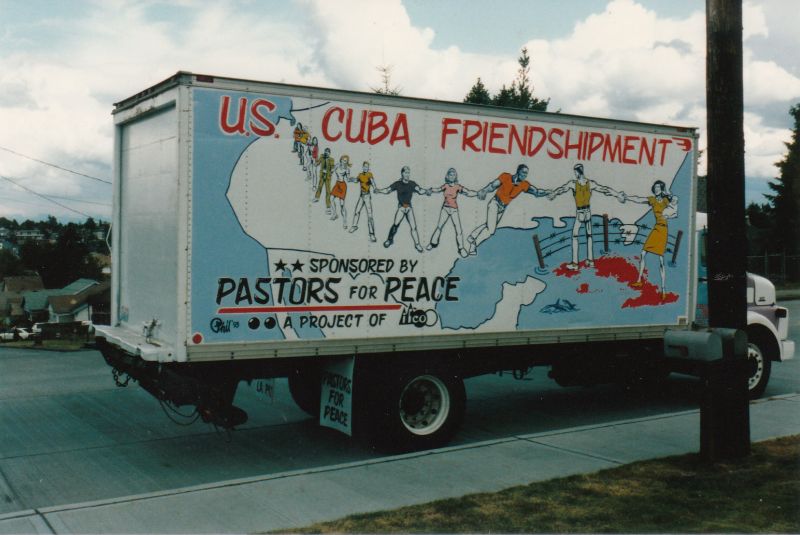 U.S. CUBA FRIENDSHIPMENT
★★ SPONSORED BY
PASTORS FOR PEACE
A PROJECT OF IFCO
PASTORS
FOR
PEACE